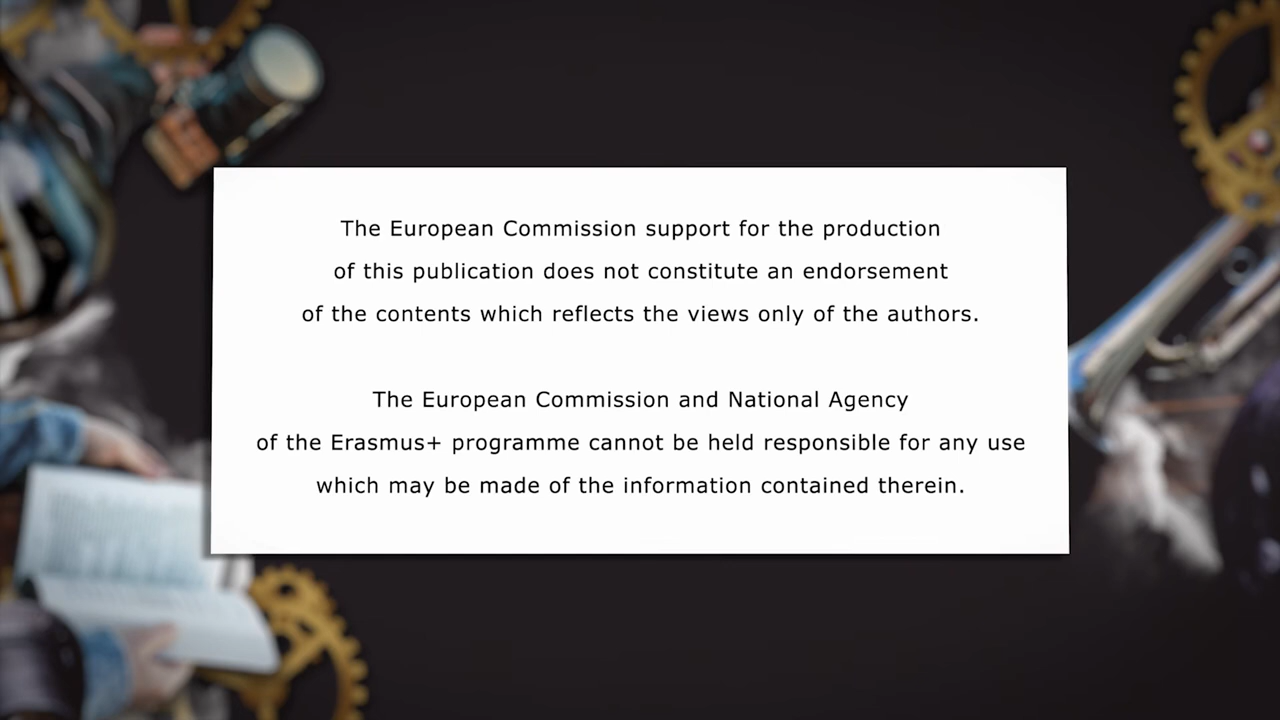 The European Commission support for the production
of this publication does not constitute an endorsement
of the contents which reflects the views only of the authors.
The European Commission and National Agency
of the Erasmus+ programme cannot be held responsible for any use
which may be made of the information contained therein.